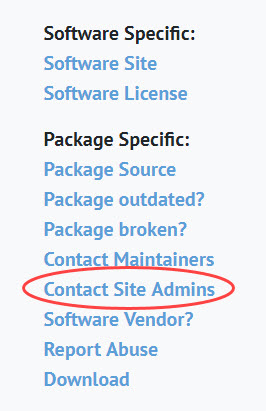 Software Specific:
Software Site
Software License
Package Specific:
Package Source
Package outdated?
Package broken?
Contact Maintainers
Contact Site Admins
Software Vendor?
Report Abuse
Download